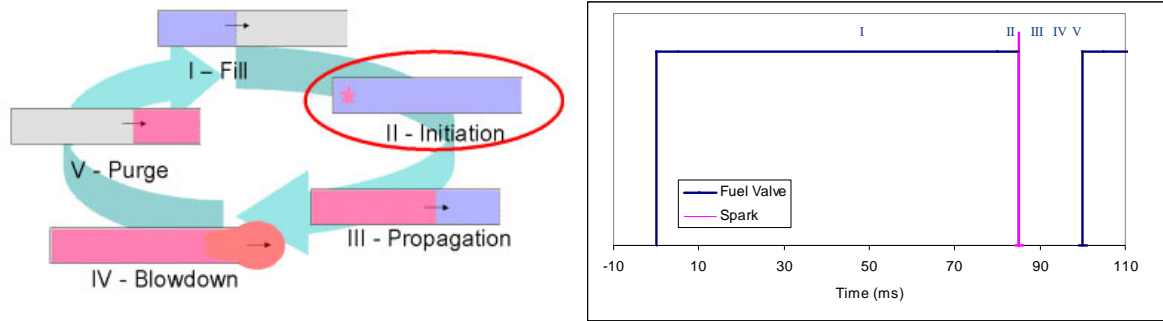 I – Fill
II - Initiation
V - Purge
III - Propagation
IV - Blowdown
I II III IV V
Fuel Valve
Spark
-10 10 30 50 70 90 110
Time (ms)